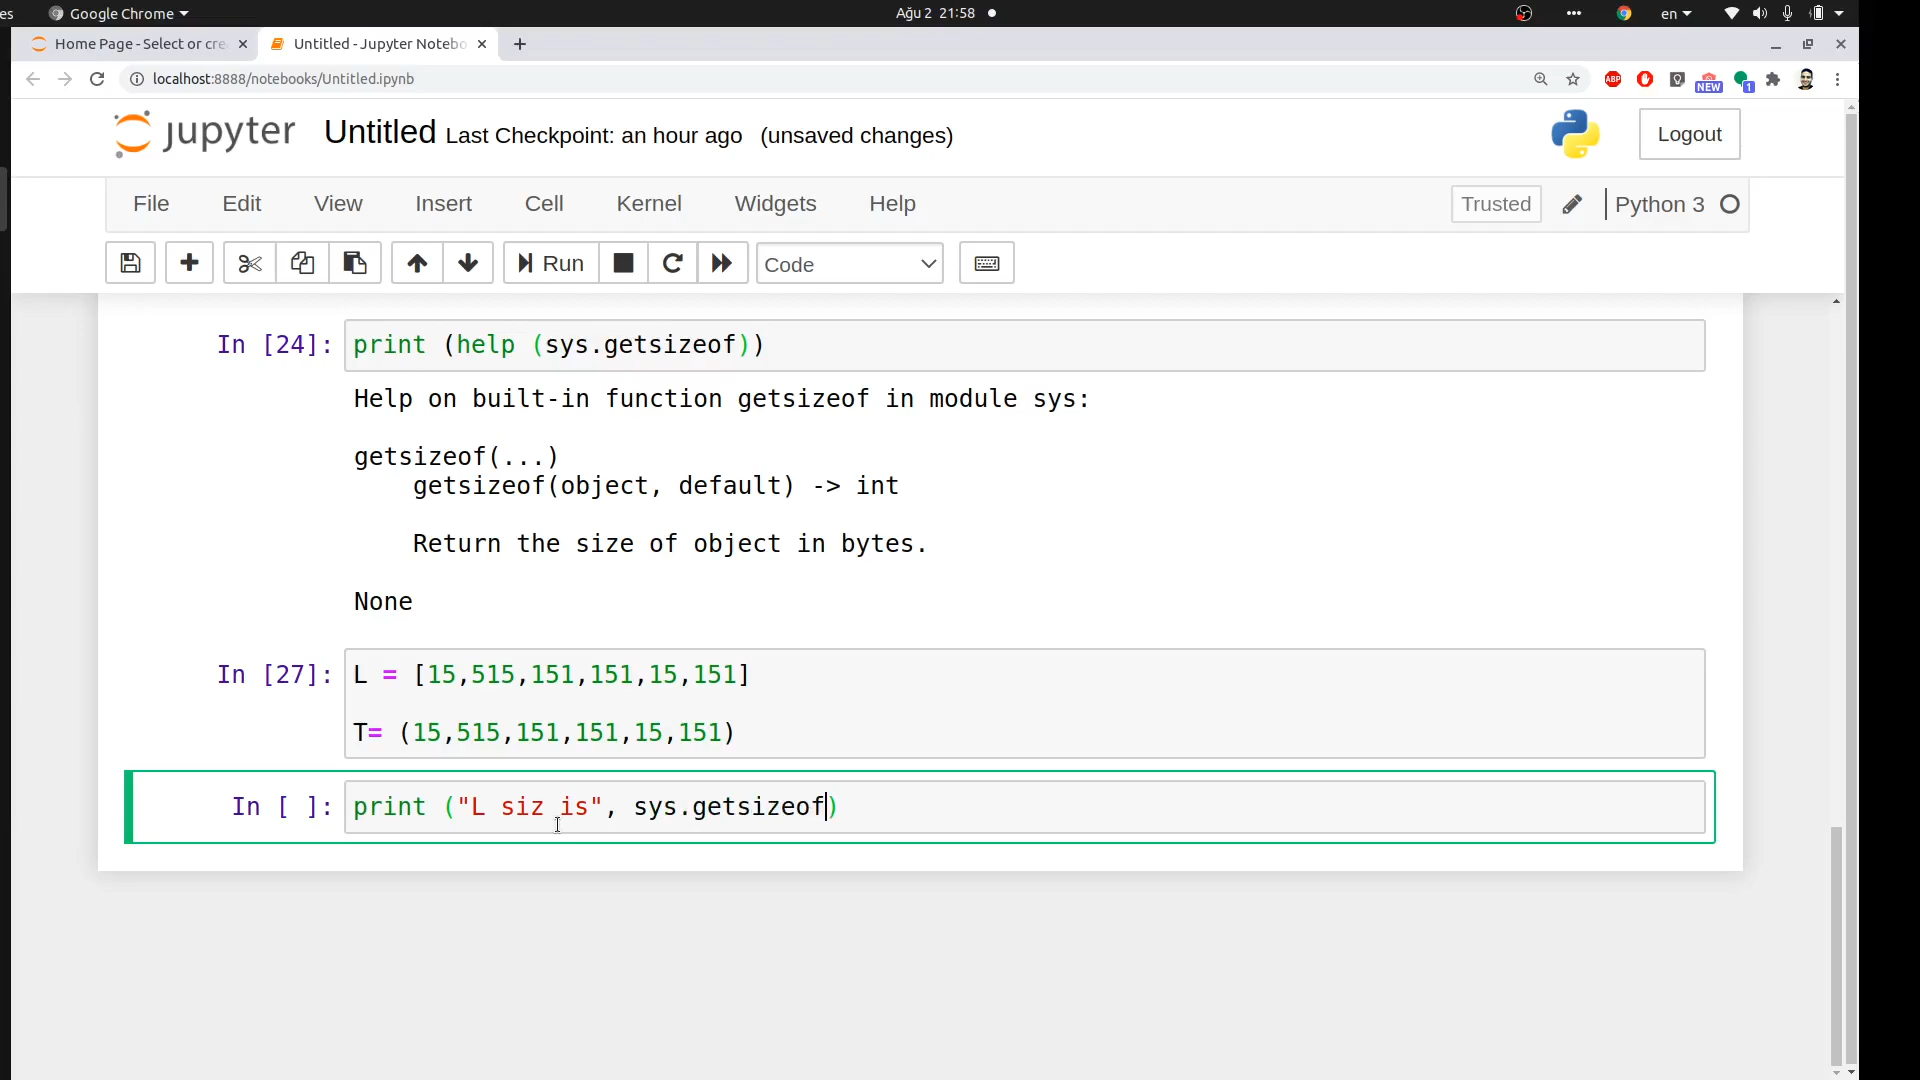 es Google Chrome Ağu 2 21:58 en
Home Page - Select or cre Untitled - Jupyter Notebo
localhost:8888/notebooks/Untitled.ipynb ABP NEW 1
jupyter Untitled Last Checkpoint: an hour ago (unsaved changes) Logout
File Edit View Insert Cell Kernel Widgets Help Trusted Python 3
Run Code
In [24]: print (help (sys.getsizeof))
Help on built-in function getsizeof in module sys:
getsizeof(...)
getsizeof(object, default) -> int
Return the size of object in bytes.
None
In [27]: L = [15,515,151,151,15,151]
T= (15,515,151,151,15,151)
In [ ]: print ("L siz is", sys.getsizeof)